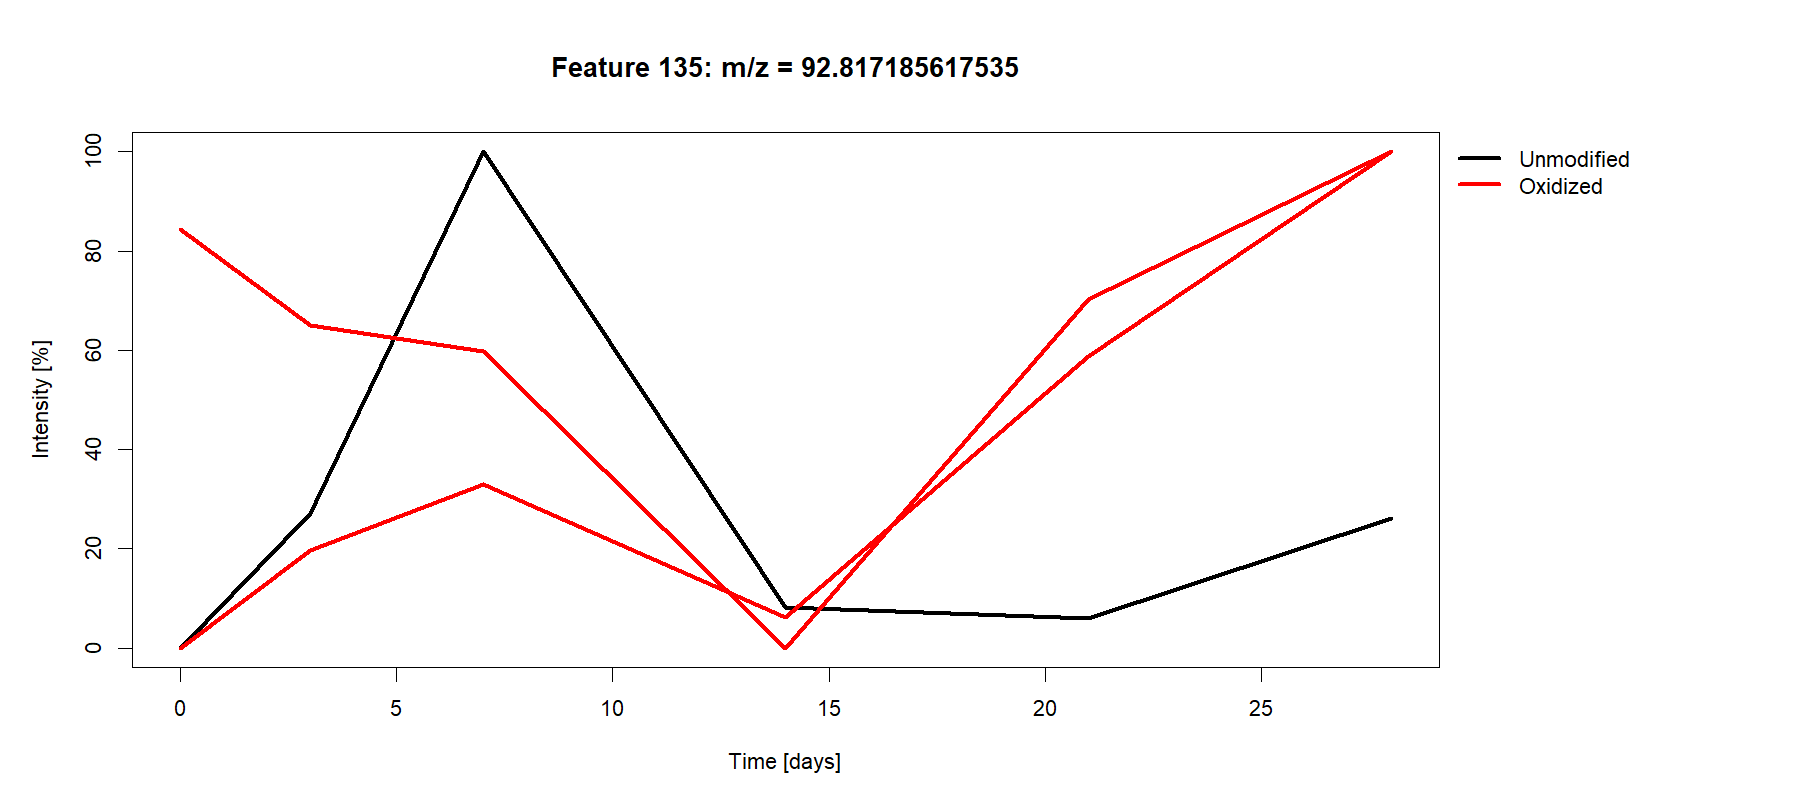 Feature 135: m/z = 92.817185617535
100
80
60
40
20
0
Intensity [%]
0 5 10 15 20 25
Time [days]
Unmodified
Oxidized